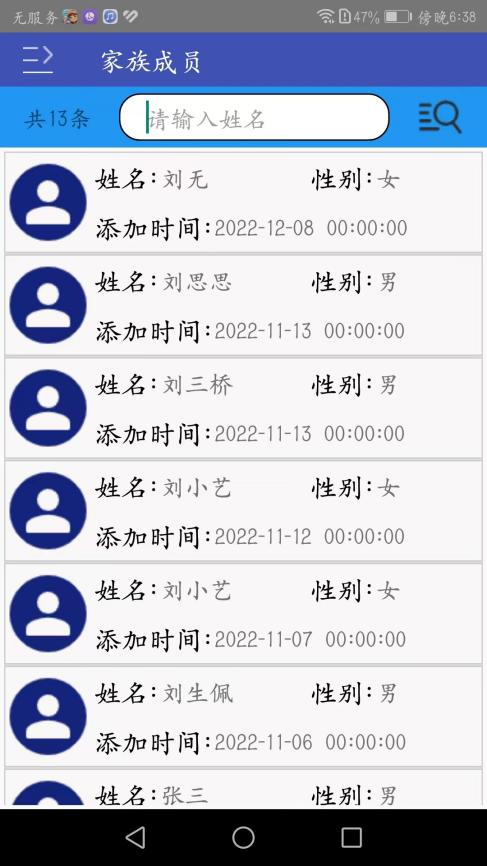 无服务
47%
傍晚6:38
家族成员
共13条
请输入姓名
姓名:刘无 性别:女
添加时间:2022-12-08 00:00:00
姓名:刘思思 性别:男
添加时间:2022-11-13 00:00:00
姓名:刘三桥 性别:男
添加时间:2022-11-13 00:00:00
姓名:刘小艺 性别:女
添加时间:2022-11-12 00:00:00
姓名:刘小艺 性别:女
添加时间:2022-11-07 00:00:00
姓名:刘生佩 性别:男
添加时间:2022-11-06 00:00:00
姓名:张三 性别:男